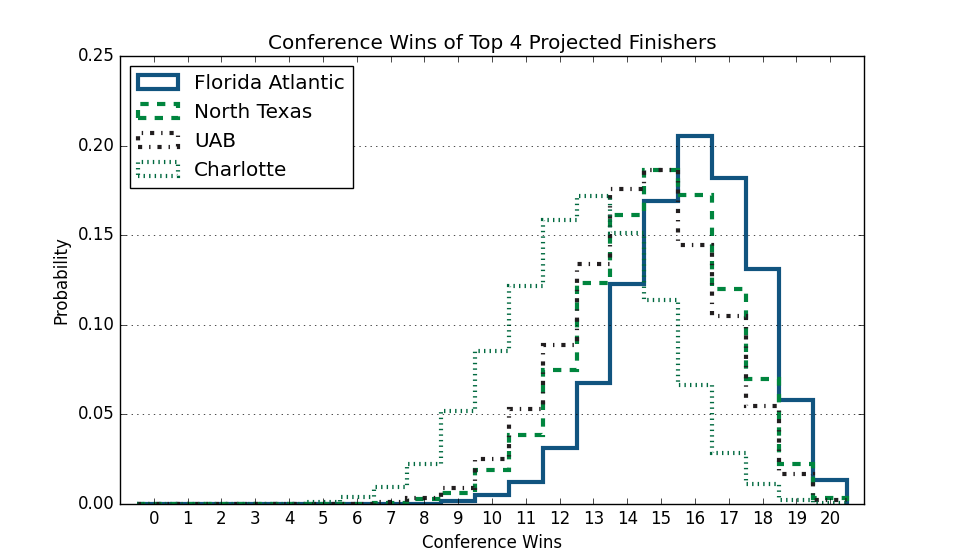 Conference Wins of Top 4 Projected Finishers
0.25
0.20
0.15
0.10
0.05
0.00
Probability
Florida Atlantic
North Texas
UAB
Charlotte
0 1 2 3 4 5 6 7 8 9 10 11 12 13 14 15 16 17 18 19 20
Conference Wins